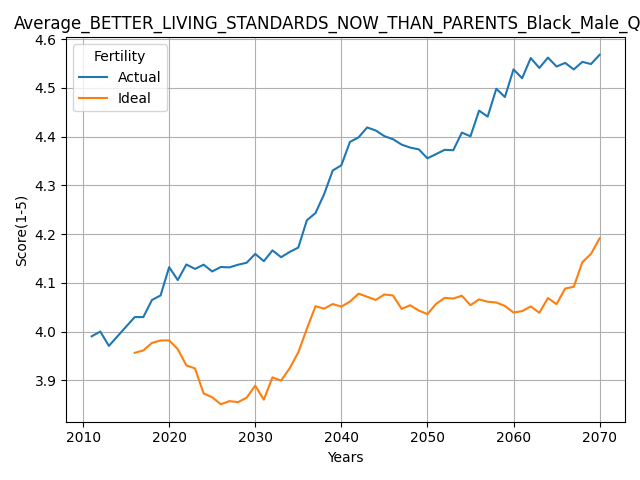 Average_BETTER_LIVING_STANDARDS_NOW_THAN_PARENTS_Black_Male_Q
Fertility
Actual
Ideal
Score(1-5)
4.6
4.5
4.4
4.3
4.2
4.1
4.0
3.9
2010 2020 2030 2040 2050 2060 2070
Years